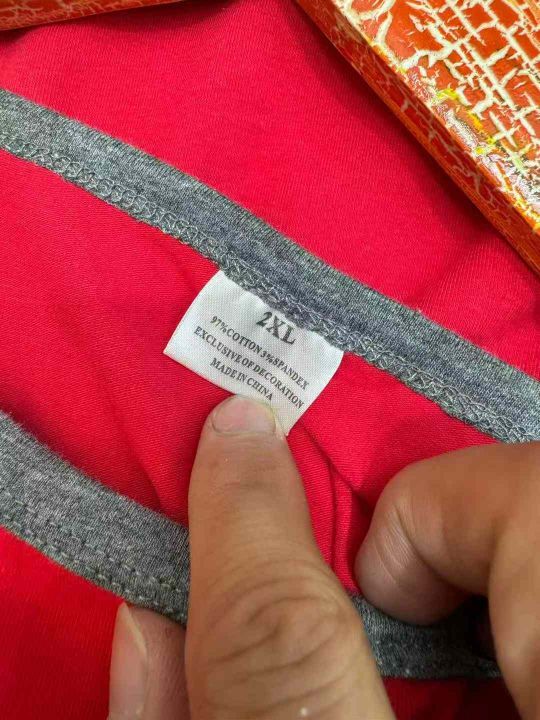 2XL
97%COTTON 3%SPANDEX
EXCLUSIVE OF DECORATION
MADE IN CHINA